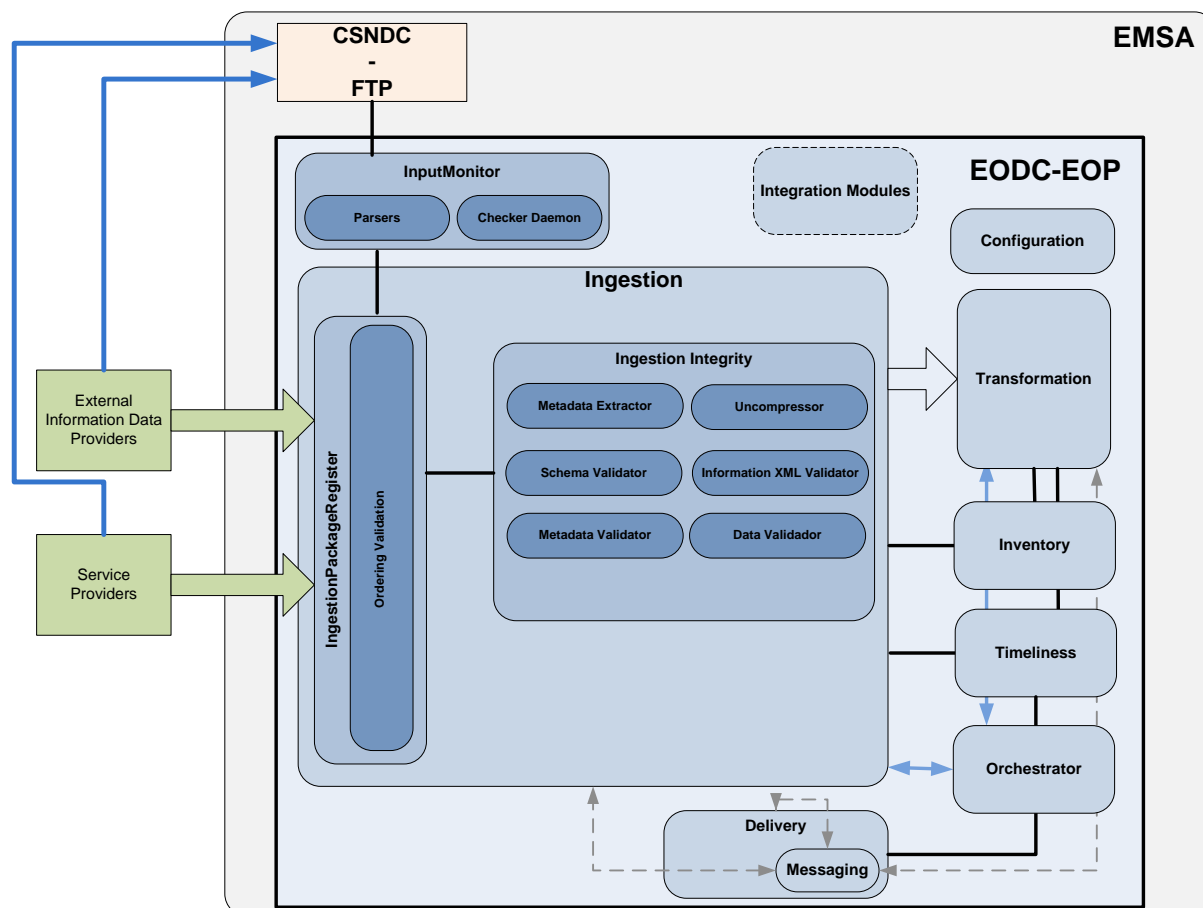 CSNDC
-
FTP
EMSA
EODC-EOP
InputMonitor
Parsers
Checker Daemon
Integration Modules
Configuration
Ingestion
IngestionPackageRegister
Ordering Validation
Ingestion Integrity
Metadata Extractor
Uncompressor
Schema Validator
Information XML Validator
Metadata Validator
Data Validador
Transformation
External
Information Data
Providers
Service
Providers
Inventory
Timeliness
Orchestrator
Delivery
Messaging